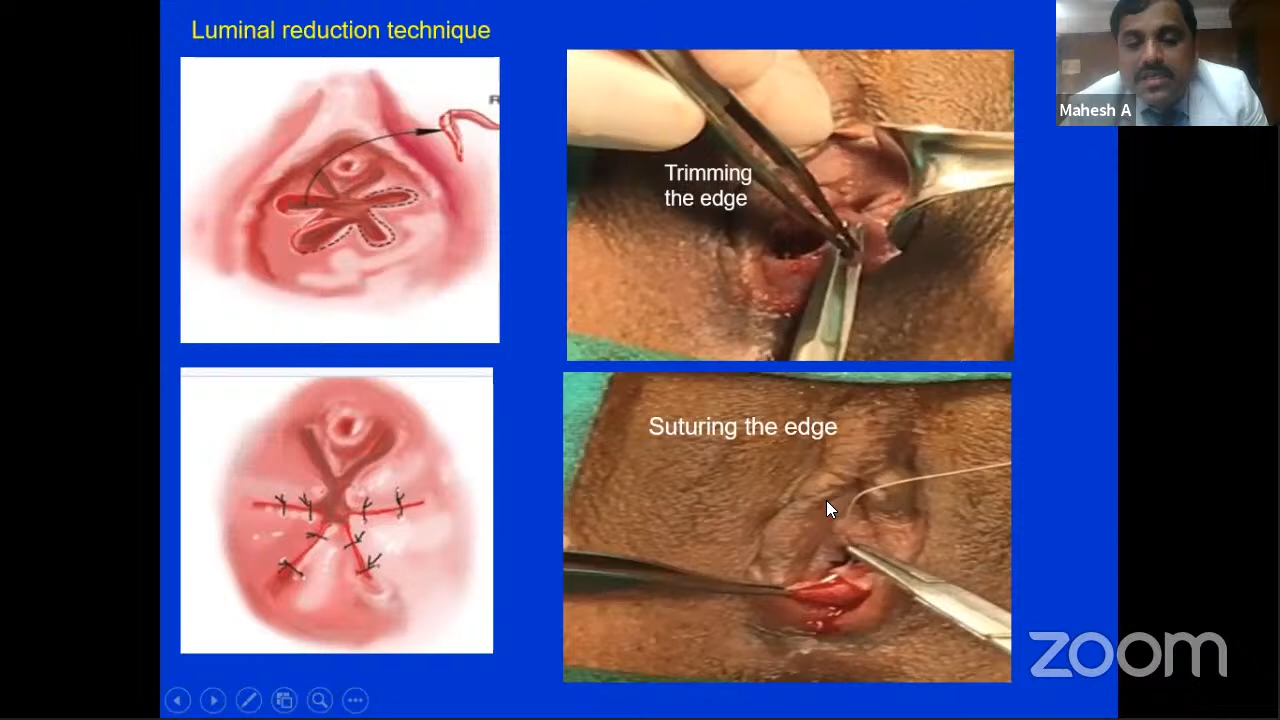 Luminal reduction technique
R
Trimming
the edge
Suturing the edge
Mahesh A
zoom